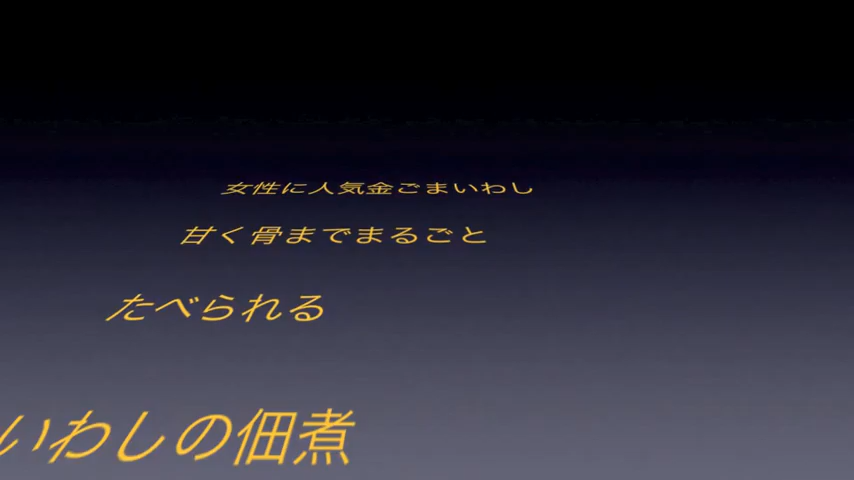 女性に人気金ごまいわし
甘く骨までまるごと
たべられる
いわしの佃煮